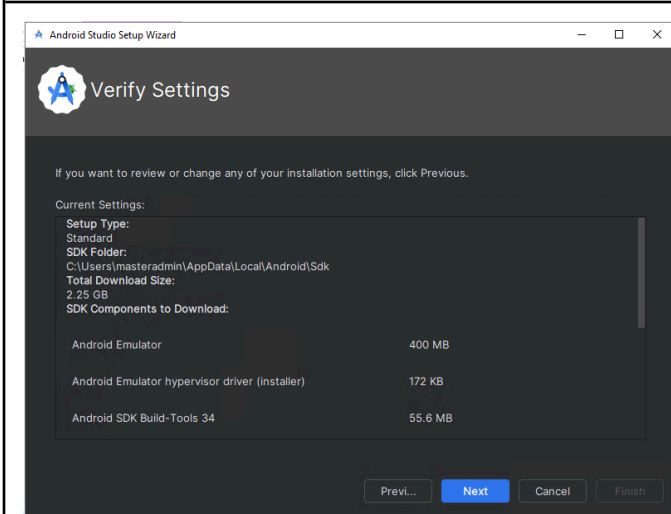 Android Studio Setup Wizard
Verify Settings
If you want to review or change any of your installation settings, click Previous.
Current Settings:
Setup Type:
Standard
SDK Folder:
C:\Users\masteradmin\AppData\Local\Android\Sdk
Total Download Size:
2.25 GB
SDK Components to Download:
Android Emulator 400 MB
Android Emulator hypervisor driver (installer) 172 KB
Android SDK Build-Tools 34 55.6 MB
Previ... Next Cancel Finish